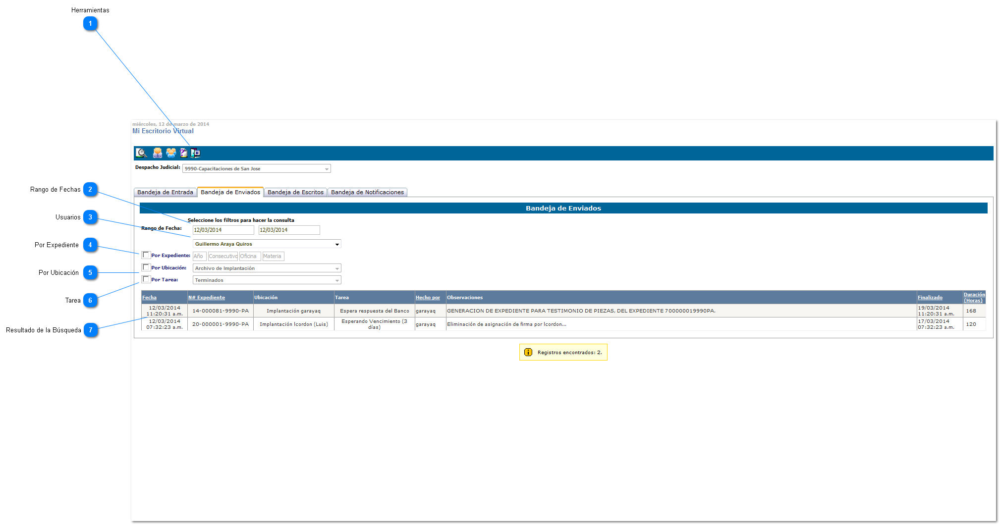 Herramientas
1
miércoles, 12 de marzo de 2014
Mi Escritorio Virtual
Despacho Judicial: 9990-Capacitaciones de San Jose
Bandeja de Entrada Bandeja de Enviados Bandeja de Escritos Bandeja de Notificaciones
Rango de Fechas 2
Bandeja de Enviados
Usuarios 3
Seleccione los filtros para hacer la consulta
Rango de Fecha: 12/03/2014 12/03/2014
Guillermo Araya Quiros
Por Expediente 4
Por Expediente: Año Consecutivo Oficina Materia
Por Ubicación 5
Por Ubicación: Archivo de Implantación
Por Tarea: Terminados
Tarea 6
Fecha N# Expediente Ubicación Tarea Hecho por Observaciones Finalizado Duración (Horas)
12/03/2014 11:20:31 a.m. 14-000081-9990-PA Implantación garayaq Espera respuesta del Banco garayaq GENERACION DE EXPEDIENTE PARA TESTIMONIO DE PIEZAS, DEL EXPEDIENTE 700000019990PA. 19/03/2014 11:20:31 a.m. 168
12/03/2014 07:32:23 a.m. 20-000001-9990-PA Implantación lcordon (Luis) Esperando Vencimiento (3 días) garayaq Eliminación de asignación de firma por lcordon... 17/03/2014 07:32:23 a.m. 120
Resultado de la Búsqueda 7
Registros encontrados: 2.